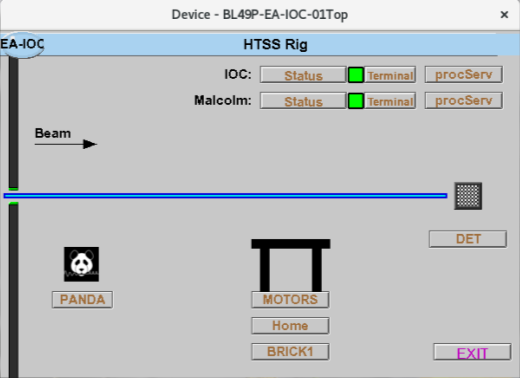 Device - BL49P-EA-IOC-01Top ×
EA-IOC HTSS Rig
IOC: Status Terminal procServ
Malcolm: Status Terminal procServ
Beam
DET
PANDA MOTORS
Home
BRICK1 EXIT